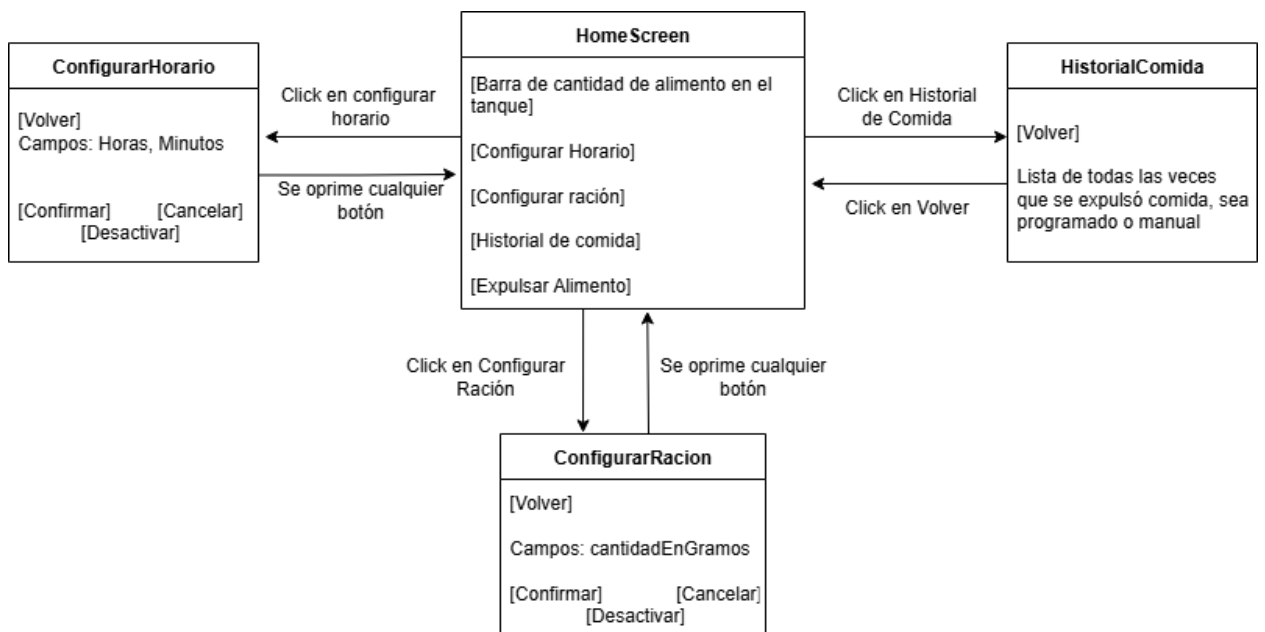 HomeScreen
[Barra de cantidad de alimento en el
tanque]
[Configurar Horario]
[Configurar ración]
[Historial de comida]
[Expulsar Alimento]
ConfigurarHorario
[Volver]
Campos: Horas, Minutos
[Confirmar] [Cancelar]
[Desactivar]
Click en configurar
horario
Se oprime cualquier
botón
Click en Historial
de Comida
Click en Volver
HistorialComida
[Volver]
Lista de todas las veces
que se expulsó comida, sea
programado o manual
Click en Configurar
Ración
Se oprime cualquier
botón
ConfigurarRacion
[Volver]
Campos: cantidadEnGramos
[Confirmar] [Cancelar]
[Desactivar]